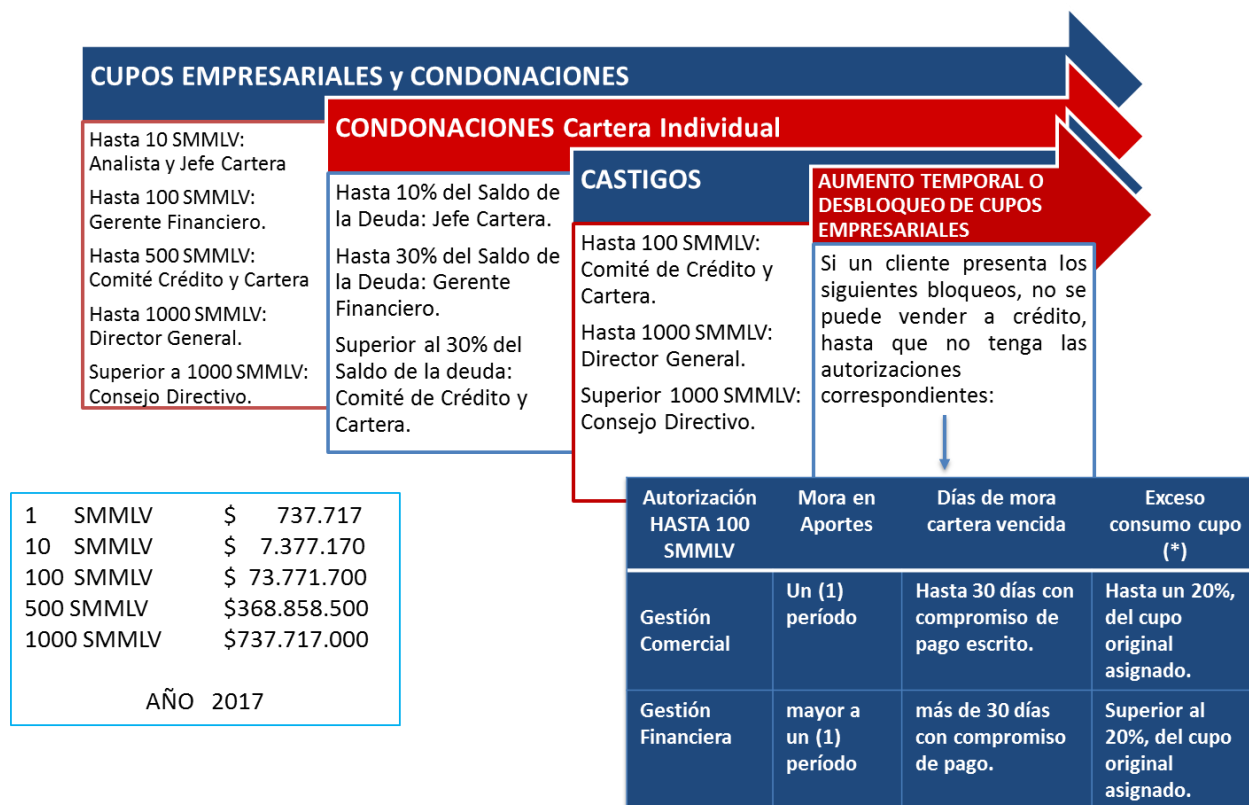 CUPOS EMPRESARIALES y CONDONACIONES
Hasta 10 SMMLV:
Analista y Jefe Cartera
Hasta 100 SMMLV:
Gerente Financiero.
Hasta 500 SMMLV:
Comité Crédito y Cartera
Hasta 1000 SMMLV:
Director General.
Superior a 1000 SMMLV:
Consejo Directivo.
CONDONACIONES Cartera Individual
Hasta 10% del Saldo de
la Deuda: Jefe Cartera.
Hasta 30% del Saldo de
la Deuda: Gerente
Financiero.
Superior al 30% del
Saldo de la deuda:
Comité de Crédito y
Cartera.
CASTIGOS
Hasta 100 SMMLV:
Comité de Crédito y
Cartera.
Hasta 1000 SMMLV:
Director General.
Superior 1000 SMMLV:
Consejo Directivo.
AUMENTO TEMPORAL O
DESBLOQUEO DE CUPOS
EMPRESARIALES
Si un cliente presenta los
siguientes bloqueos, no se
puede vender a crédito,
hasta que no tenga las
autorizaciones
correspondientes:
1 SMMLV $ 737.717
10 SMMLV $ 7.377.170
100 SMMLV $ 73.771.700
500 SMMLV $368.858.500
1000 SMMLV $737.717.000
AÑO 2017
Autorización
HASTA 100
SMMLV
Mora en
Aportes
Días de mora
cartera vencida
Exceso
consumo cupo
(*)
Gestión
Comercial
Un (1)
período
Hasta 30 días con
compromiso de
pago escrito.
Hasta un 20%,
del cupo
original
asignado.
Gestión
Financiera
mayor a
un (1)
período
más de 30 días
con compromiso
de pago.
Superior al
20%, del cupo
original
asignado.